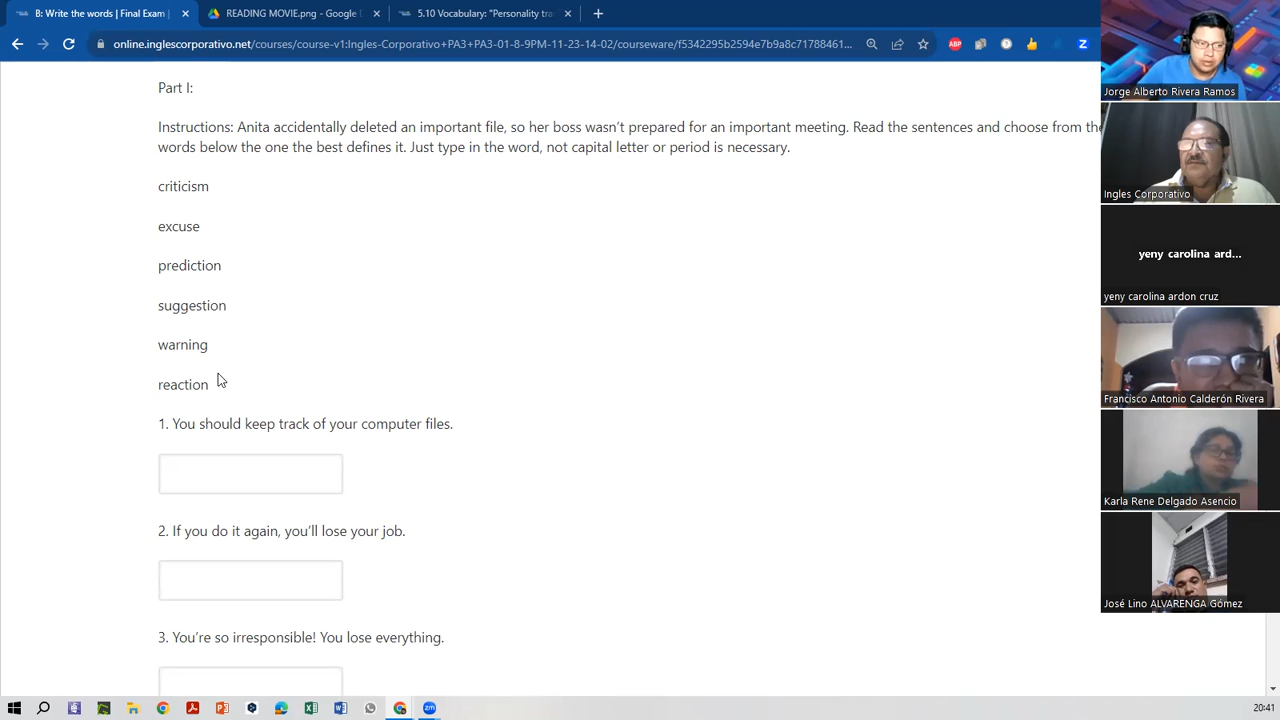 B: Write the words | Final Exam
READING MOVIE.png - Google
5.10 Vocabulary: "Personality tra
online.inglescorporativo.net/courses/course-v1:Ingles-Corporativo+PA3+PA3-01-8-9PM-11-23-14-02/courseware/f5342295b2594e7b9a8c71788461...
ABP
Part I:
Instructions: Anita accidentally deleted an important file, so her boss wasn't prepared for an important meeting. Read the sentences and choose from the
words below the one the best defines it. Just type in the word, not capital letter or period is necessary.
criticism
excuse
prediction
suggestion
warning
reaction
1. You should keep track of your computer files.
2. If you do it again, you'll lose your job.
3. You're so irresponsible! You lose everything.
Jorge Alberto Rivera Ramos
Ingles Corporativo
yeny carolina ard...
yeny carolina ardon cruz
Francisco Antonio Calderón Rivera
Karla Rene Delgado Asencio
José Lino ALVARENGA Gómez
20:41